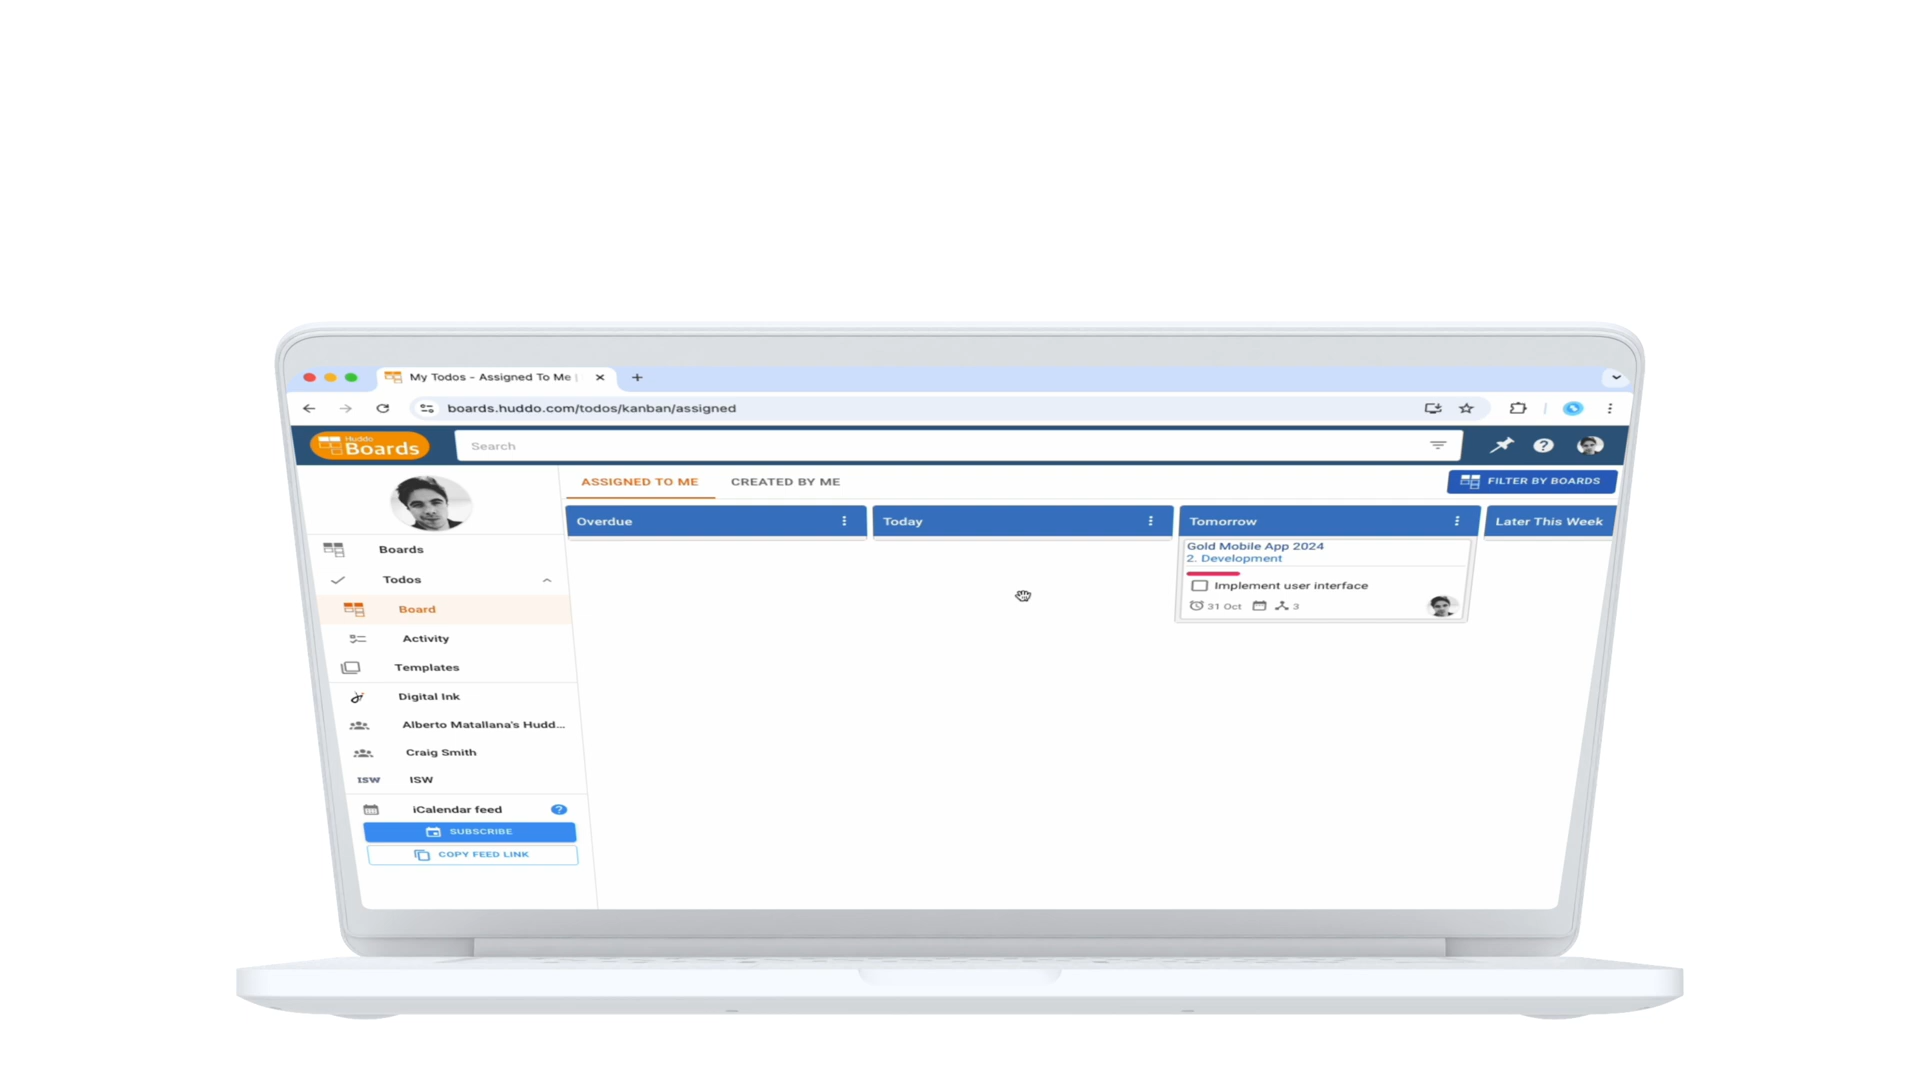 My Todos - Assigned To Me
boards.huddo.com/todos/kanban/assigned
Huddo
Boards
Search
ASSIGNED TO ME
CREATED BY ME
FILTER BY BOARDS
Overdue
Today
Tomorrow
Later This Week
Gold Mobile App 2024
2. Development
Implement user interface
31 Oct
3
Boards
Todos
Board
Activity
Templates
Digital Ink
Alberto Matallana's Hudd...
Craig Smith
ISW
ISW
iCalendar feed
SUBSCRIBE
COPY FEED LINK